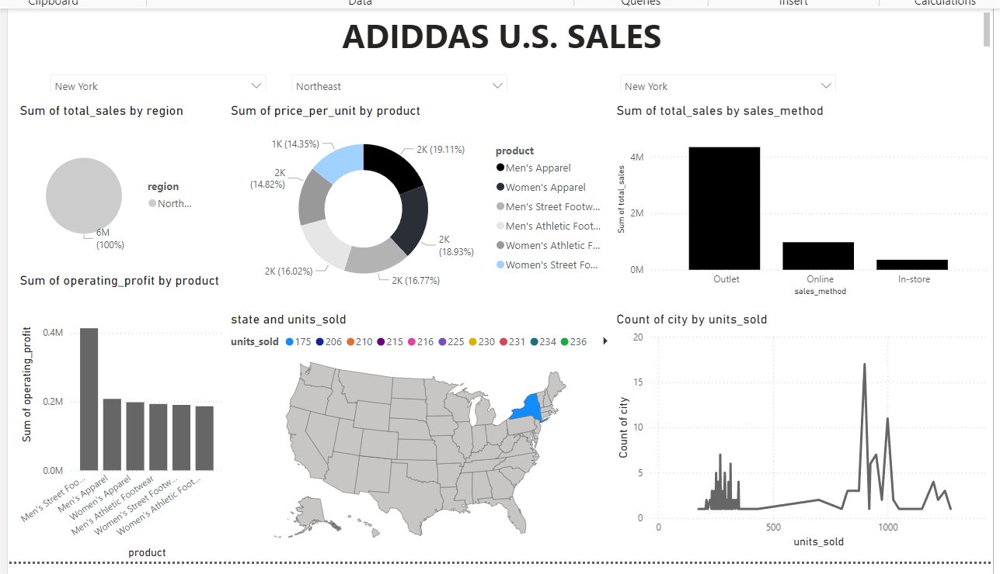 Clipboard
Data
Queries
Insert
Calculations
ADIDDAS U.S. SALES
New York
Northeast
New York
Sum of total_sales by region
6M
(100%)
region
North...
Sum of price_per_unit by product
1K (14.35%)
2K (19.11%)
2K
(14.82%)
2K
(18.93%)
2K (16.02%)
2K (16.77%)
product
Men's Apparel
Women's Apparel
Men's Street Footw...
Men's Athletic Foot...
Women's Athletic F...
Women's Street Fo...
Sum of total_sales by sales_method
Sum of total_sales
4M
2M
0M
Outlet
Online
In-store
sales_method
Sum of operating_profit by product
Sum of operating_profit
0.4M
0.2M
0.0M
Men's Street Foo...
Men's Apparel
Women's Apparel
Men's Athletic Footwear
Women's Street Footw...
Women's Athletic Foot...
product
state and units_sold
units_sold 175 206 210 215 216 225 230 231 234 236
Count of city by units_sold
Count of city
20
15
10
5
0
0
500
1000
units_sold